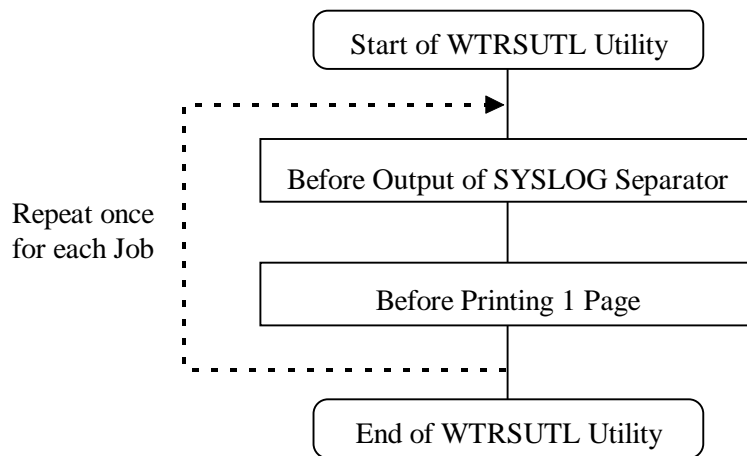 Start of WTRSUTL Utility
Before Output of SYSLOG Separator
Repeat once
for each Job
Before Printing 1 Page
End of WTRSUTL Utility